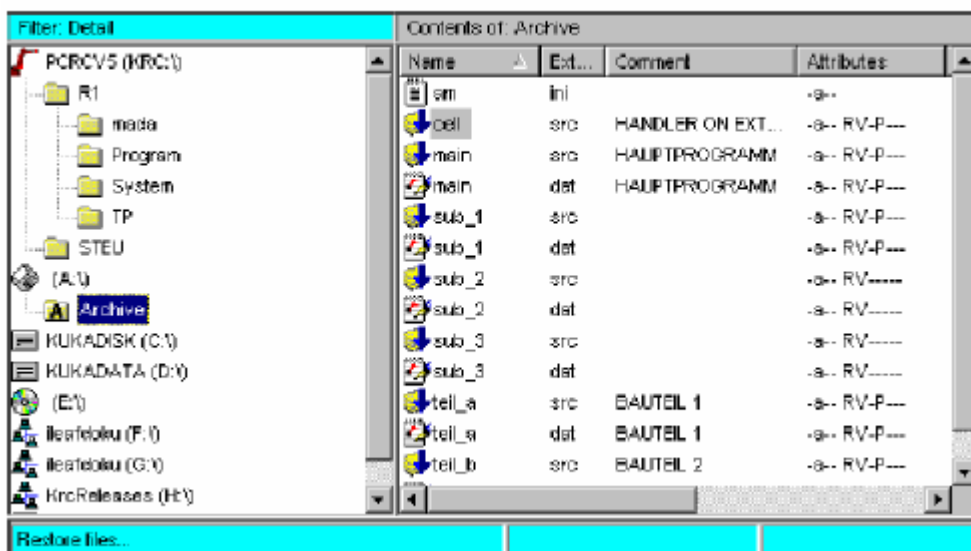 Filter: Detail
PCRCV5 (KRC:\)
R1
mada
Program
System
TP
STEU
(A:\)
Archive
KUKADISK (C:\)
KUKADATA (D:\)
(E:\)
(F:\)
(G:\)
KrcReleases (H:\)
Contents of: Archive
Name Ext... Comment Attributes
am ini -a--
cell src HANDLER ON EXT... -a-- RV-P---
main src HAUPTPROGRAMM -a-- RV-P---
main dat HAUPTPROGRAMM -a-- RV-P---
sub_1 src -a-- RV-P---
sub_1 dat -a-- RV-P---
sub_2 src -a-- RV-----
sub_2 dat -a-- RV-----
sub_3 src -a-- RV-----
sub_3 dat -a-- RV-----
teil_a src BAUTEIL 1 -a-- RV-P---
teil_a dat BAUTEIL 1 -a-- RV-P---
teil_b src BAUTEIL 2 -a-- RV-P---
Restore files...